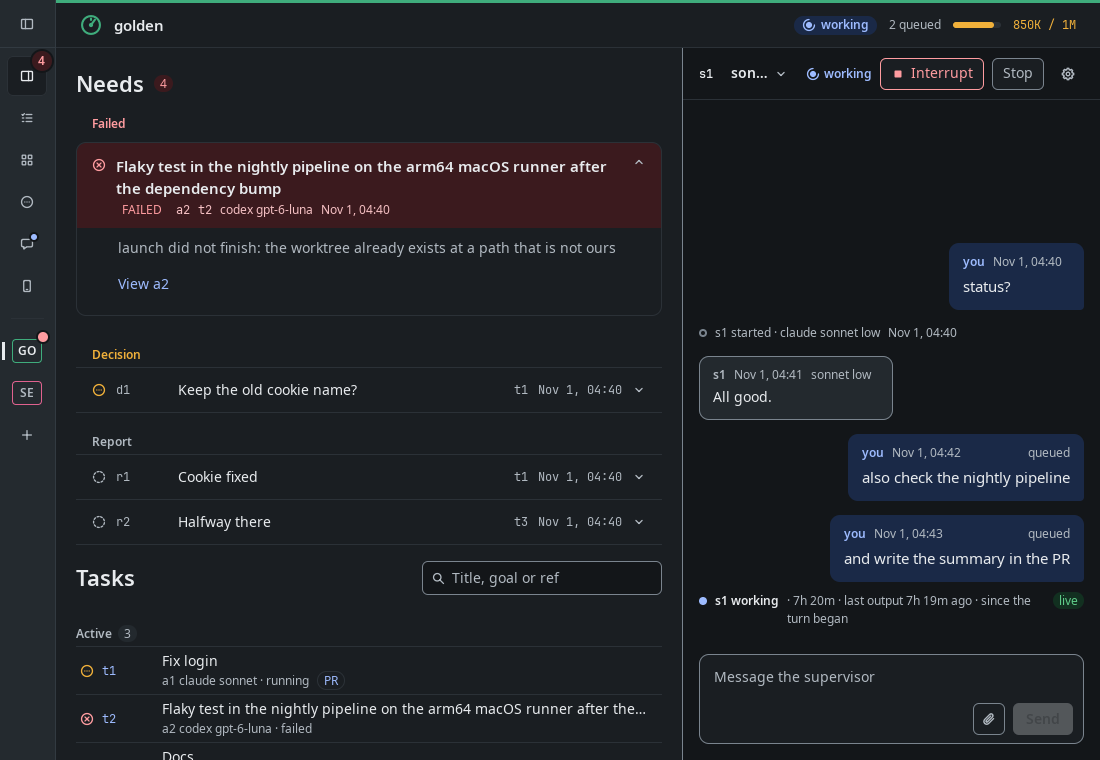 golden
working
2 queued
850K / 1M
4
Needs 4
Failed
Flaky test in the nightly pipeline on the arm64 macOS runner after
the dependency bump
FAILED a2 t2 codex gpt-6-luna Nov 1, 04:40
launch did not finish: the worktree already exists at a path that is not ours
View a2
Decision
d1 Keep the old cookie name? t1 Nov 1, 04:40
Report
r1 Cookie fixed t1 Nov 1, 04:40
r2 Halfway there t3 Nov 1, 04:40
Tasks
Title, goal or ref
Active 3
t1 Fix login
a1 claude sonnet · running PR
t2 Flaky test in the nightly pipeline on the arm64 macOS runner after the…
a2 codex gpt-6-luna · failed
Docs
GO
SE
s1 son... working Interrupt Stop
you Nov 1, 04:40
status?
s1 started · claude sonnet low Nov 1, 04:40
s1 Nov 1, 04:41 sonnet low
All good.
you Nov 1, 04:42 queued
also check the nightly pipeline
you Nov 1, 04:43 queued
and write the summary in the PR
s1 working · 7h 20m · last output 7h 19m ago · since the
turn began
live
Message the supervisor
Send